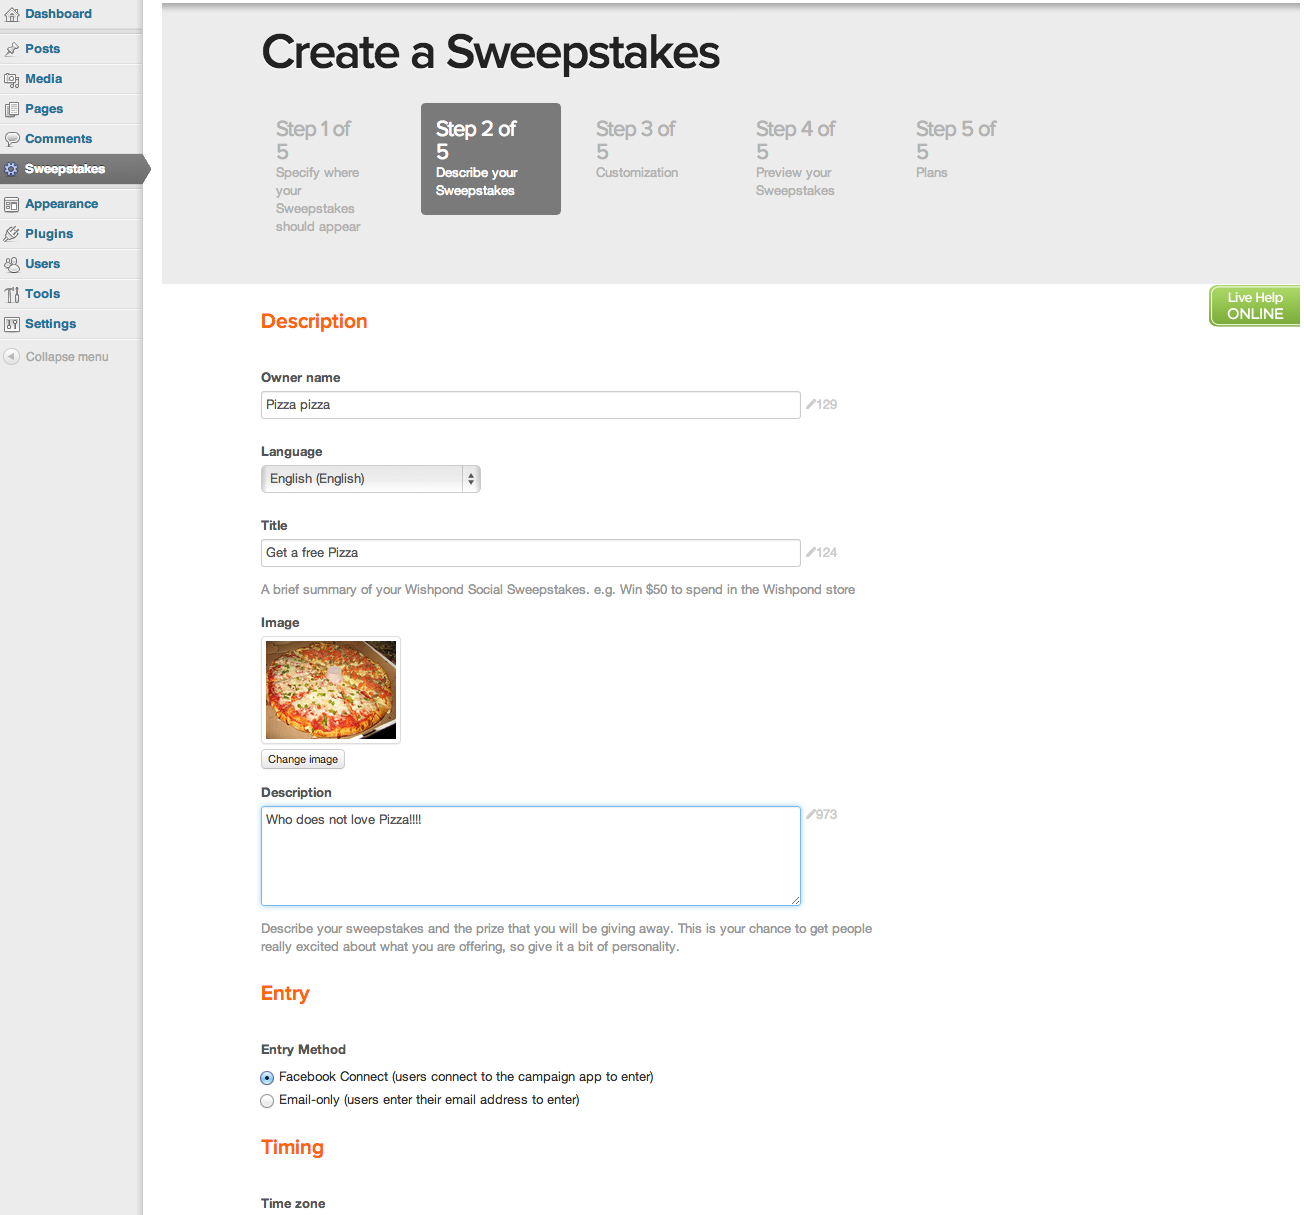 Dashboard
Posts
Media
Pages
Comments
Sweepstakes
Appearance
Plugins
Users
Tools
Settings
Collapse menu
Create a Sweepstakes
Step 1 of
5
Specify where
your
Sweepstakes
should appear
Step 2 of
5
Describe your
Sweepstakes
Step 3 of
5
Customization
Step 4 of
5
Preview your
Sweepstakes
Step 5 of
5
Plans
Live Help
ONLINE
Description
Owner name
Pizza pizza
129
Language
English (English)
Title
Get a free Pizza
124
A brief summary of your Wishpond Social Sweepstakes. e.g. Win $50 to spend in the Wishpond store
Image
Change image
Description
Who does not love Pizza!!!!
973
Describe your sweepstakes and the prize that you will be giving away. This is your chance to get people
really excited about what you are offering, so give it a bit of personality.
Entry
Entry Method
Facebook Connect (users connect to the campaign app to enter)
Email-only (users enter their email address to enter)
Timing
Time zone